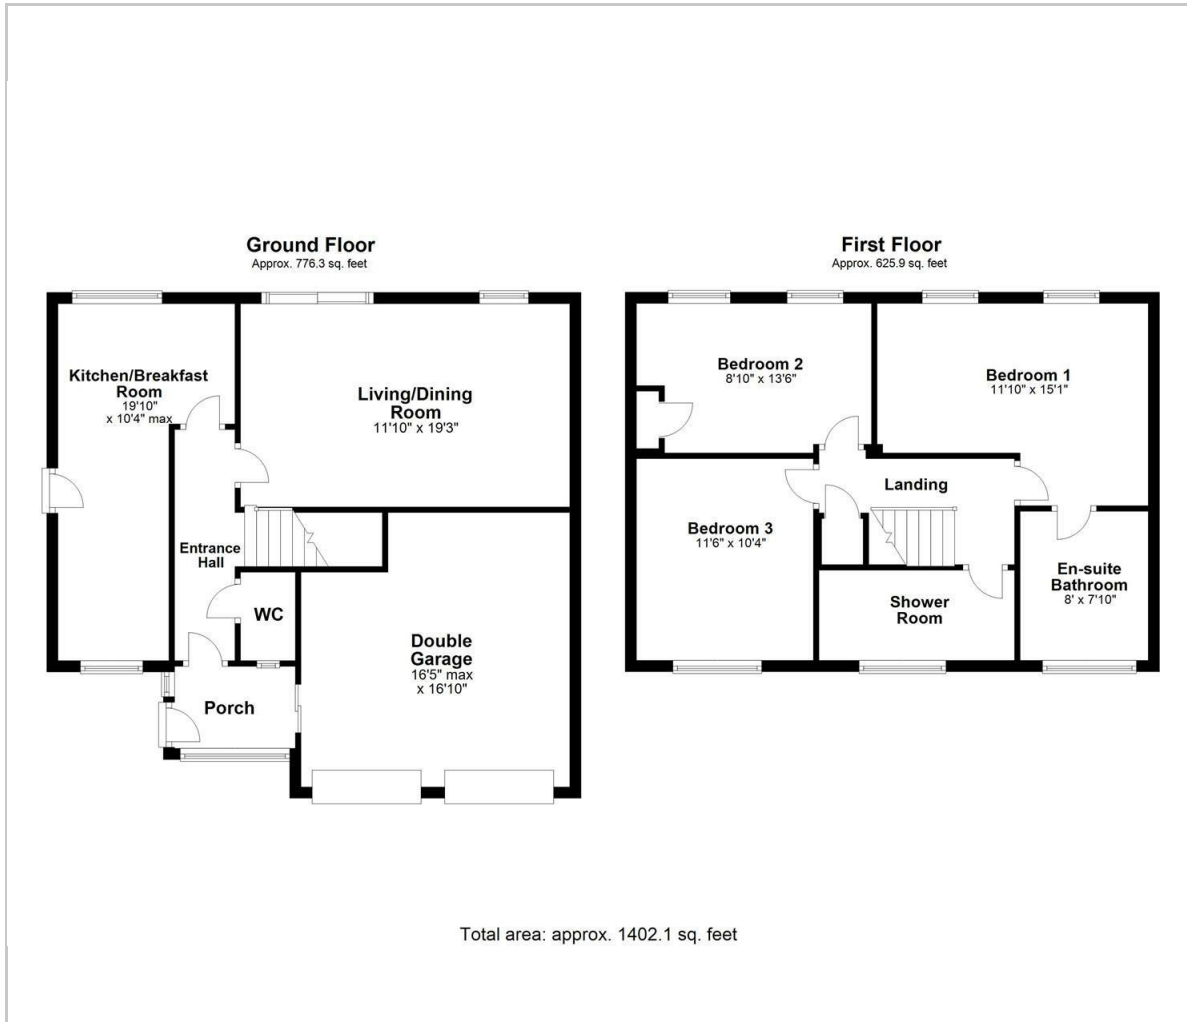 Ground Floor
Approx. 776.3 sq. feet
Kitchen/Breakfast
Room
19'10"
x 10'4" max
Living/Dining
Room
11'10" x 19'3"
Entrance
Hall
WC
Double
Garage
16'5" max
x 16'10"
Porch
First Floor
Approx. 625.9 sq. feet
Bedroom 2
8'10" x 13'6"
Bedroom 1
11'10" x 15'1"
Landing
Bedroom 3
11'6" x 10'4"
En-suite
Bathroom
8' x 7'10"
Shower
Room
Total area: approx. 1402.1 sq. feet